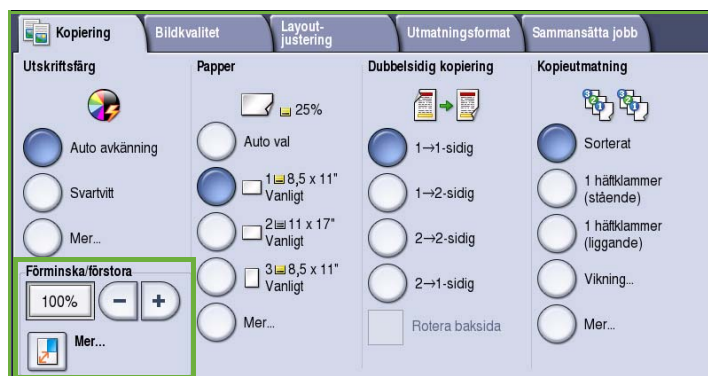 Kopiering
Bildkvalitet
Layout-
justering
Utmatningsformat
Sammansätta jobb
Utskriftsfärg
Auto avkänning
Svartvitt
Mer...
Förminska/förstora
100%
Mer...
Papper
25%
Auto val
1 8,5 x 11"
Vanligt
2 11 x 17"
Vanligt
3 8,5 x 11"
Vanligt
Mer...
Dubbelsidig kopiering
1→1-sidig
1→2-sidig
2→2-sidig
2→1-sidig
Rotera baksida
Kopieutmatning
Sorterat
1 häftklammer
(stående)
1 häftklammer
(liggande)
Vikning...
Mer...